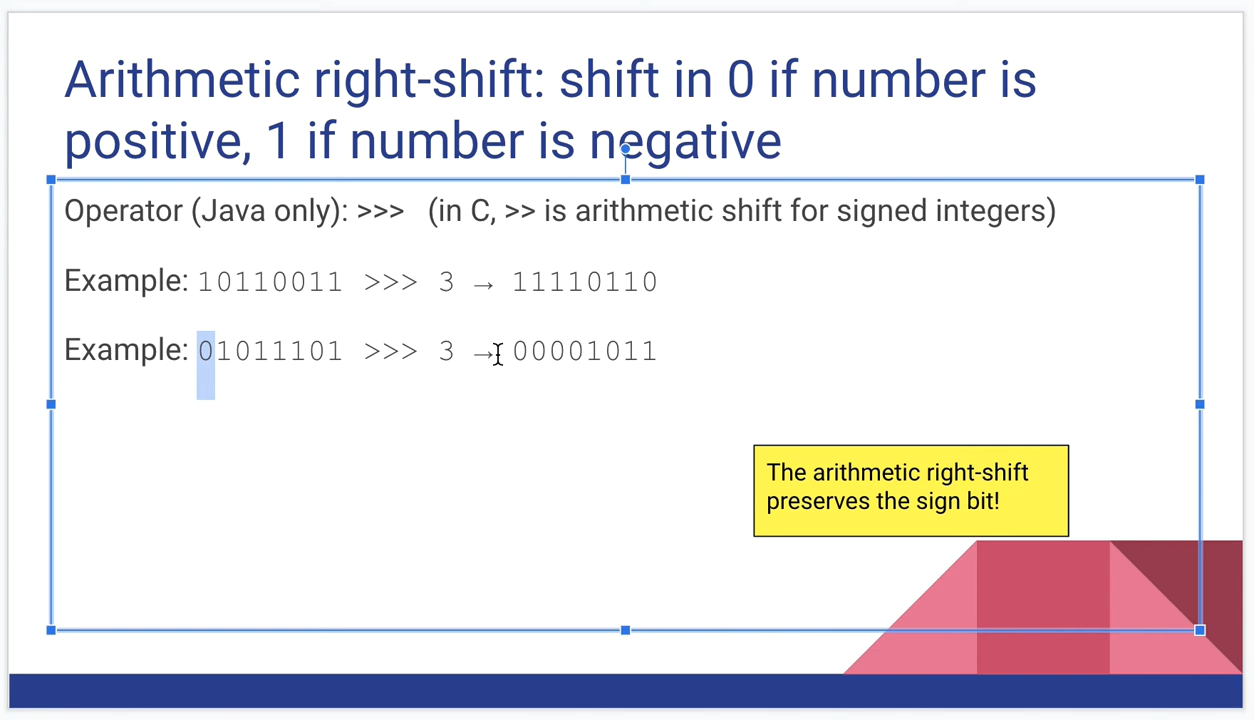 Arithmetic right-shift: shift in 0 if number is
positive, 1 if number is negative
Operator (Java only): >>> (in C, >> is arithmetic shift for signed integers)
Example: 10110011 >>> 3 → 11110110
Example: 01011101 >>> 3 → 00001011
The arithmetic right-shift
preserves the sign bit!